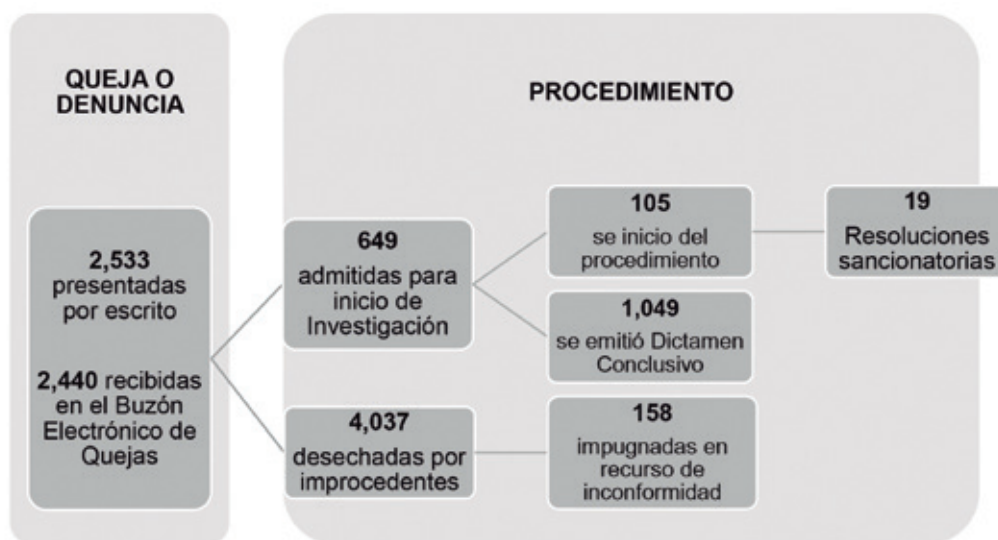 QUEJA O
DENUNCIA
2,533
presentadas
por escrito
2,440 recibidas
en el Buzón
Electrónico de
Quejas
PROCEDIMIENTO
649
admitidas para
inicio de
Investigación
105
se inicio del
procedimiento
19
Resoluciones
sancionatorias
1,049
se emitió Dictamen
Conclusivo
4,037
desechadas por
improcedentes
158
impugnadas en
recurso de
inconformidad